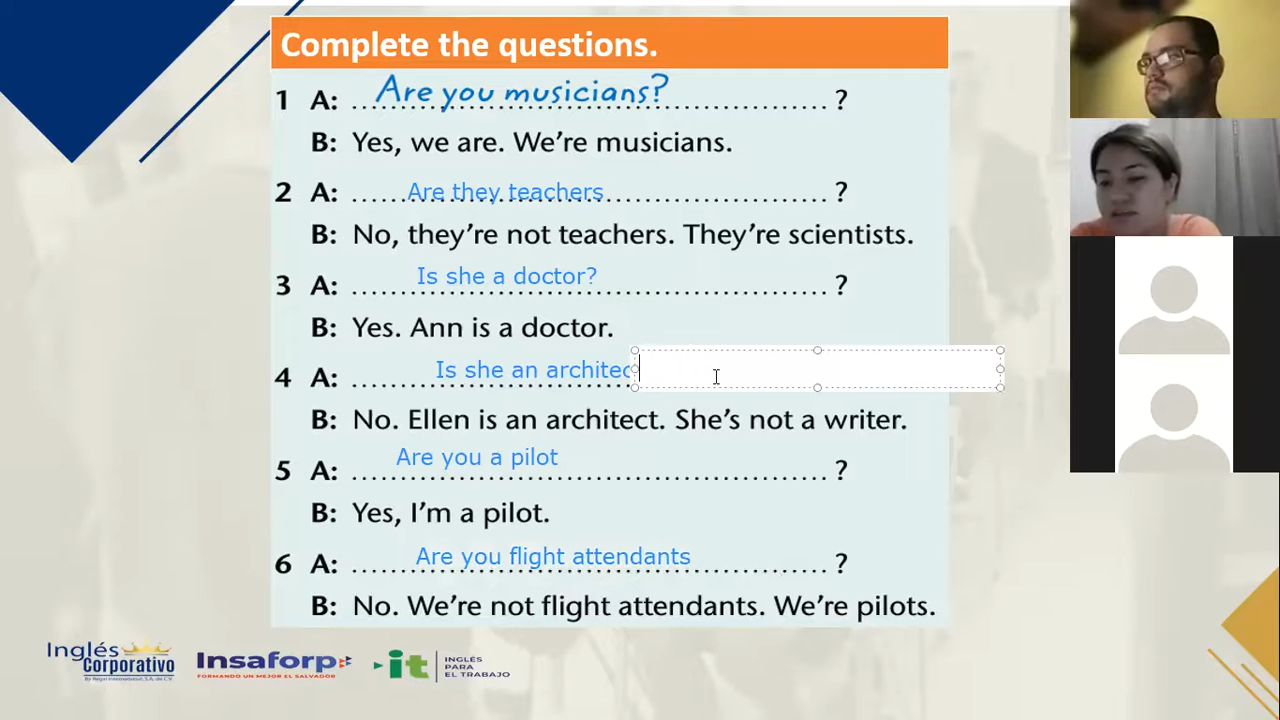 Complete the questions.
1 A: Are you musicians? ?
B: Yes, we are. We're musicians.
2 A: Are they teachers ?
B: No, they're not teachers. They're scientists.
3 A: Is she a doctor? ?
B: Yes. Ann is a doctor.
4 A: Is she an architec
B: No. Ellen is an architect. She's not a writer.
5 A: Are you a pilot ?
B: Yes, I'm a pilot.
6 A: Are you flight attendants ?
B: No. We're not flight attendants. We're pilots.
Inglés
Corporativo
Insaforp
FORMANDO UN MEJOR EL SALVADOR
it
INGLÉS
PARA
EL TRABAJO